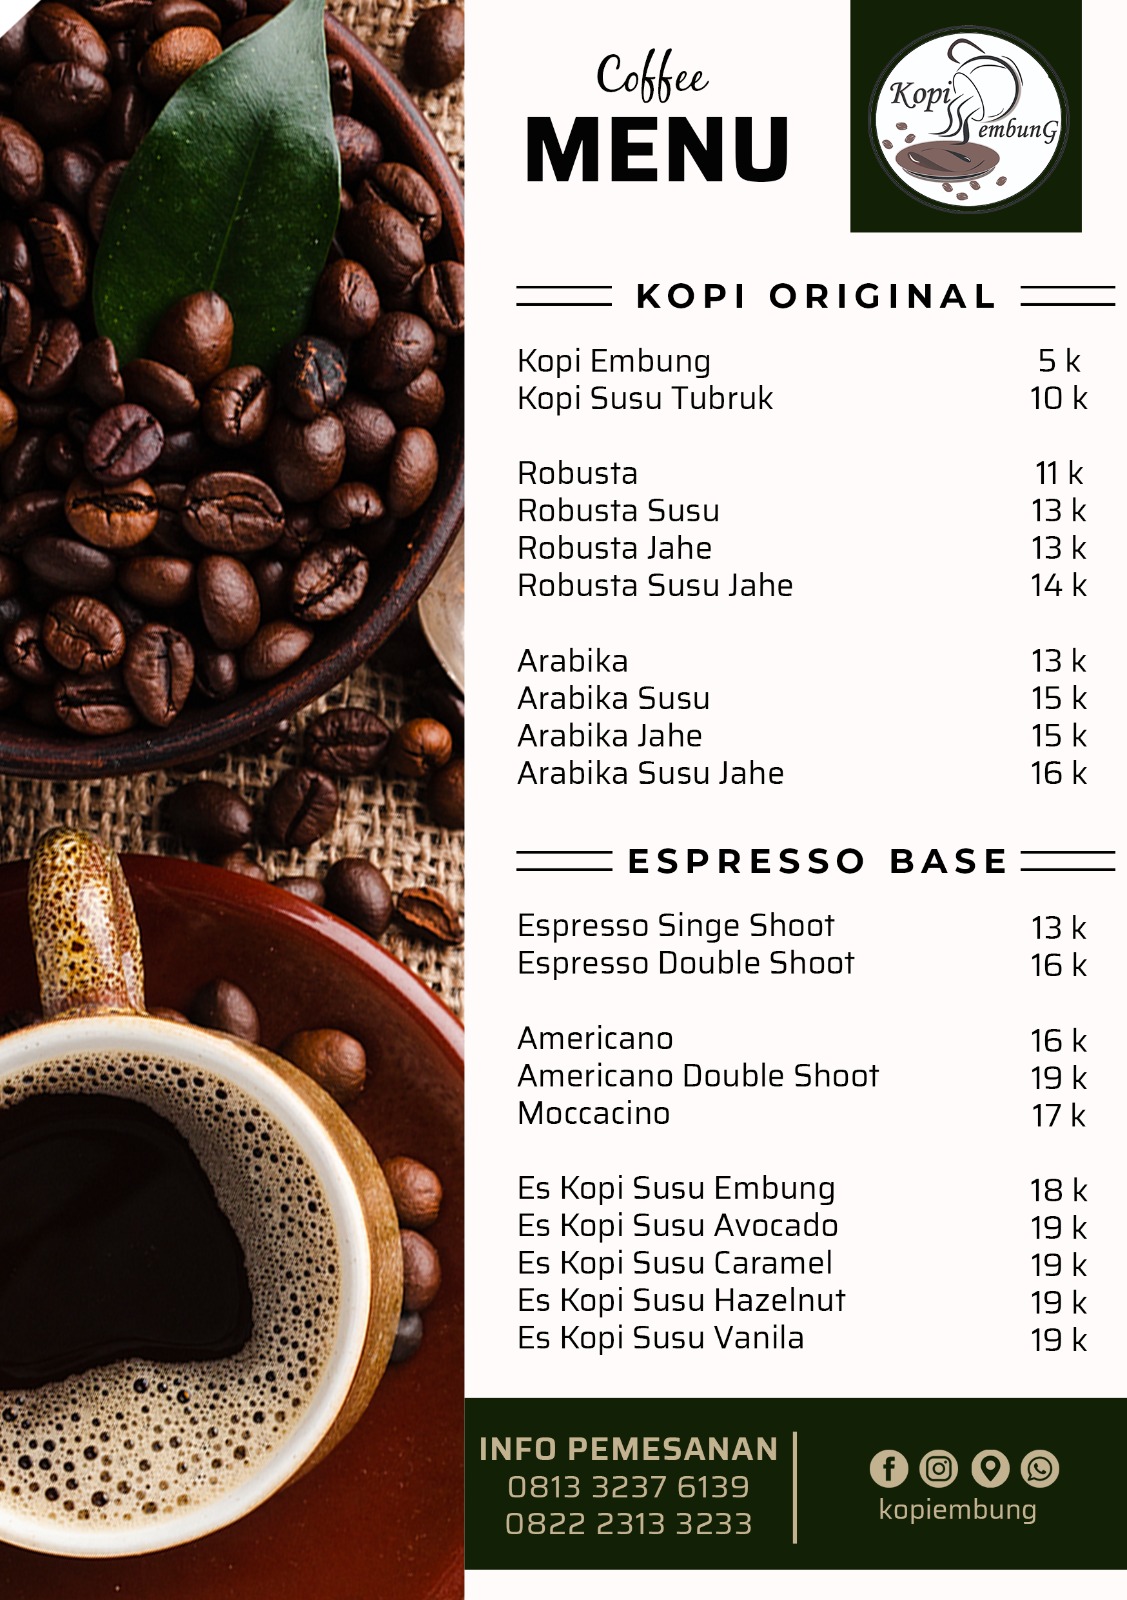 Coffee
MENU
Kopi
embunG
KOPI ORIGINAL
Kopi Embung 5 k
Kopi Susu Tubruk 10 k
Robusta 11 k
Robusta Susu 13 k
Robusta Jahe 13 k
Robusta Susu Jahe 14 k
Arabika 13 k
Arabika Susu 15 k
Arabika Jahe 15 k
Arabika Susu Jahe 16 k
ESPRESSO BASE
Espresso Singe Shoot 13 k
Espresso Double Shoot 16 k
Americano 16 k
Americano Double Shoot 19 k
Moccacino 17 k
Es Kopi Susu Embung 18 k
Es Kopi Susu Avocado 19 k
Es Kopi Susu Caramel 19 k
Es Kopi Susu Hazelnut 19 k
Es Kopi Susu Vanila 19 k
INFO PEMESANAN
0813 3237 6139
0822 2313 3233
kopiembung